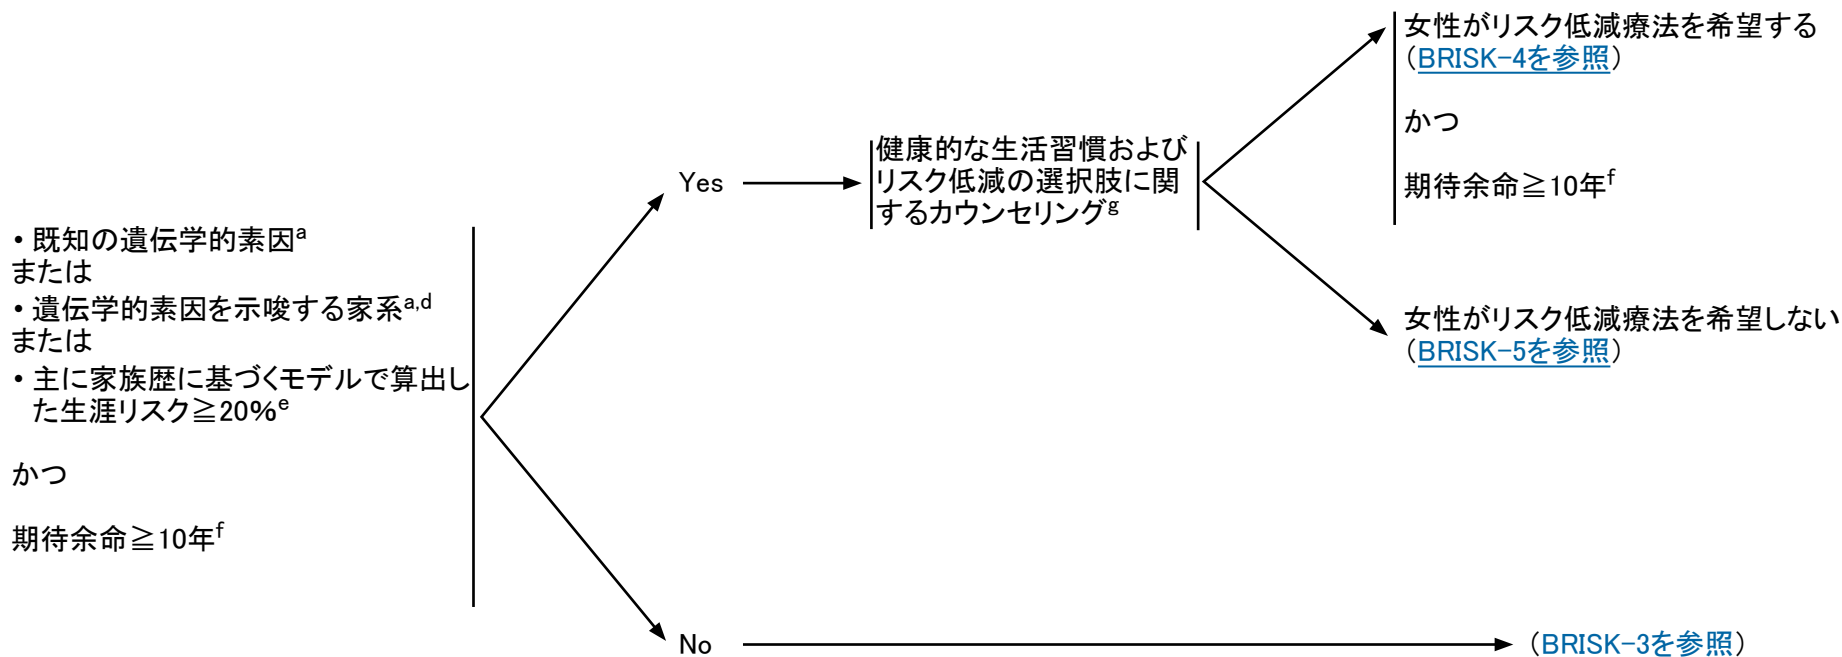 • 既知の遺伝学的素因a
または
• 遺伝学的素因を示唆する家系a,d
または
• 主に家族歴に基づくモデルで算出し
た生涯リスク≧20%e
かつ
期待余命≧10年f
Yes
健康的な生活習慣および
リスク低減の選択肢に関
するカウンセリングg
女性がリスク低減療法を希望する
（BRISK-4を参照）
かつ
期待余命≧10年f
女性がリスク低減療法を希望しない
（BRISK-5を参照）
No
（BRISK-3を参照）